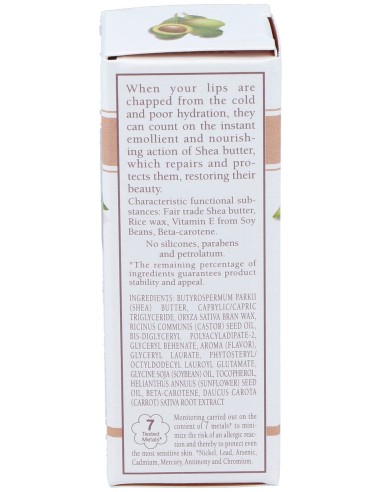 When your lips are
chapped from the cold
and poor hydration, they
can count on the instant
emollient and nourish-
ing action of Shea butter,
which repairs and pro-
tects them, restoring their
beauty.
Characteristic functional sub-
stances: Fair trade Shea butter,
Rice wax, Vitamin E from Soy
Beans, Beta-carotene.
No silicones, parabens
and petrolatum.
*The remaining percentage of
ingredients guarantees product
stability and appeal.
INGREDIENTS: BUTYROSPERMUM PARKII
(SHEA) BUTTER, CAPRYLIC/CAPRIC
TRIGLYCERIDE, ORYZA SATIVA BRAN WAX,
RICINUS COMMUNIS (CASTOR) SEED OIL,
BIS-DIGLYCERYL POLYACYLADIPATE-2,
GLYCERYL BEHENATE, AROMA (FLAVOR),
GLYCERYL LAURATE, PHYTOSTERYL/
OCTYLDODECYL LAUROYL GLUTAMATE,
GLYCINE SOJA (SOYBEAN) OIL, TOCOPHEROL,
HELIANTHUS ANNUUS (SUNFLOWER) SEED
OIL, BETA-CAROTENE, DAUCUS CAROTA
(CARROT) SATIVA ROOT EXTRACT
7
Tested
Metals*
Monitoring carried out on the
content of 7 metals* to mini-
mize the risk of an allergic reac-
tion and thereby to protect even
the most sensitive skin. *Nickel, Lead, Arsenic,
Cadmium, Mercury, Antimony and Chromium.